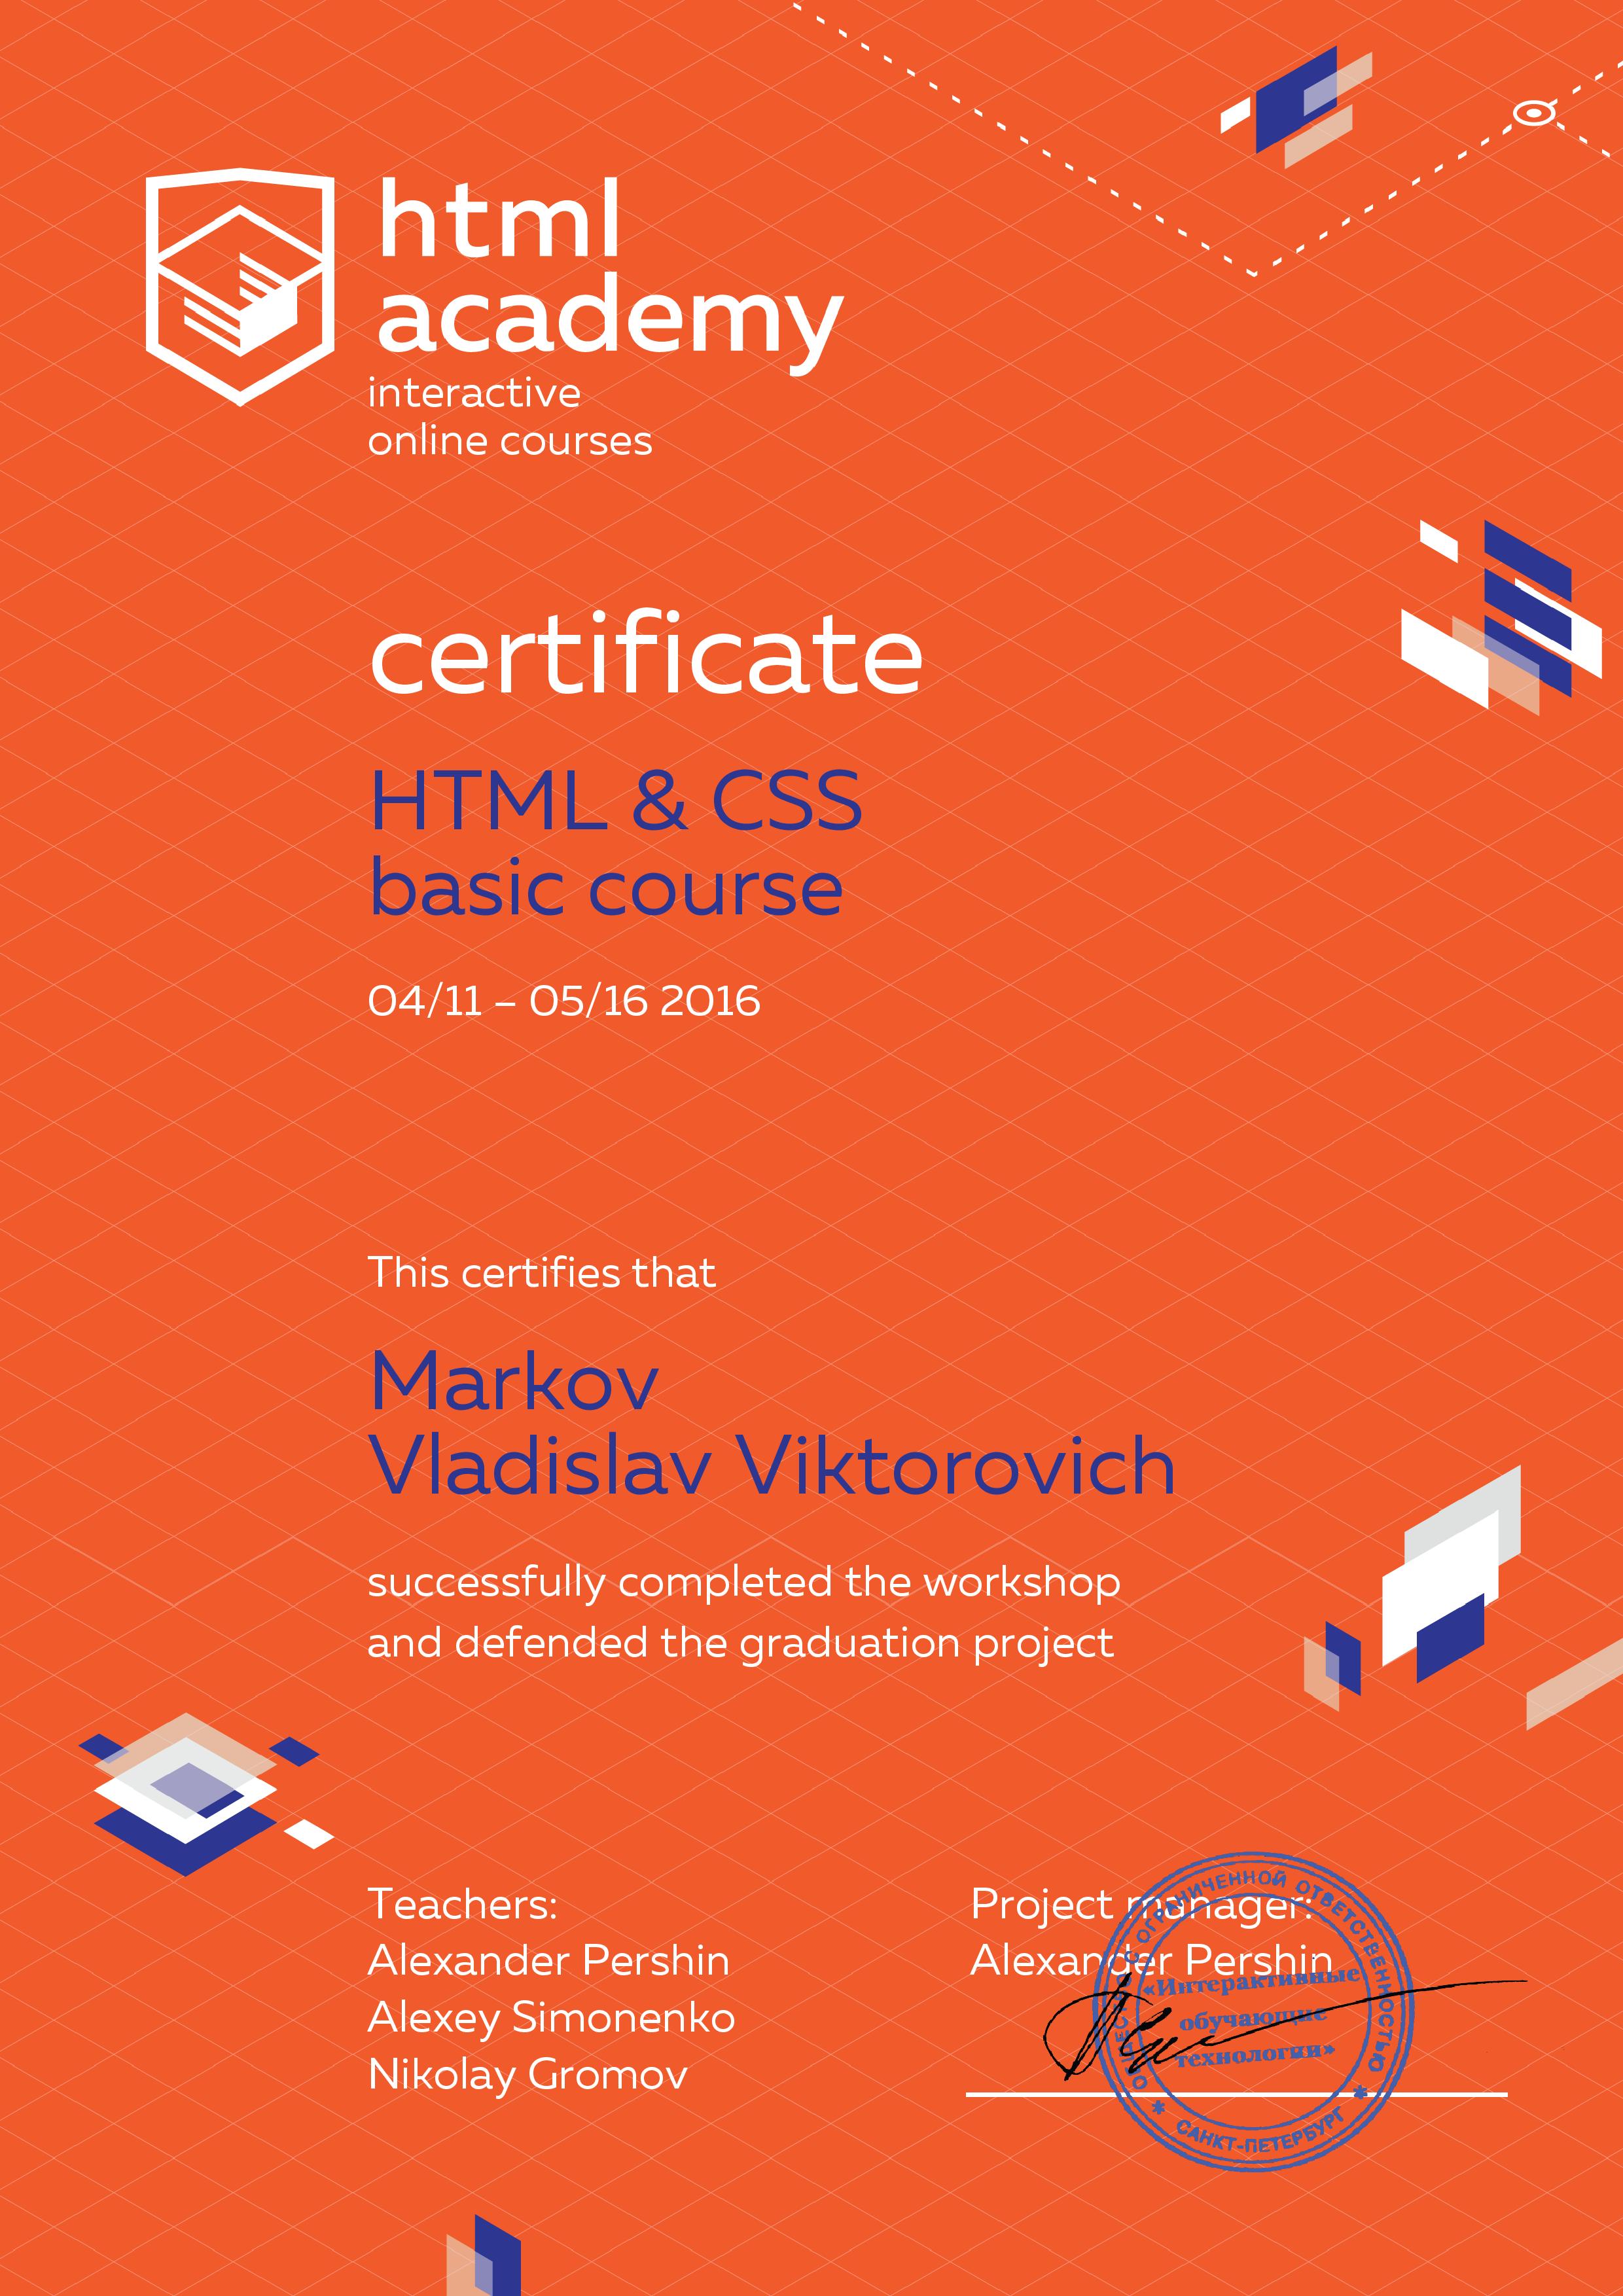 html
academy
interactive
online courses
certificate
HTML & CSS
basic course
04/11 – 05/16 2016
This certifies that
Markov
Vladislav Viktorovich
successfully completed the workshop
and defended the graduation project
Teachers:
Alexander Pershin
Alexey Simonenko
Nikolay Gromov
Project manager:
Alexander Pershin
ОБЩЕСТВО С ОГРАНИЧЕННОЙ ОТВЕТСТВЕННОСТЬЮ
«Интерактивные
обучающие
технологии»
* САНКТ-ПЕТЕРБУРГ *